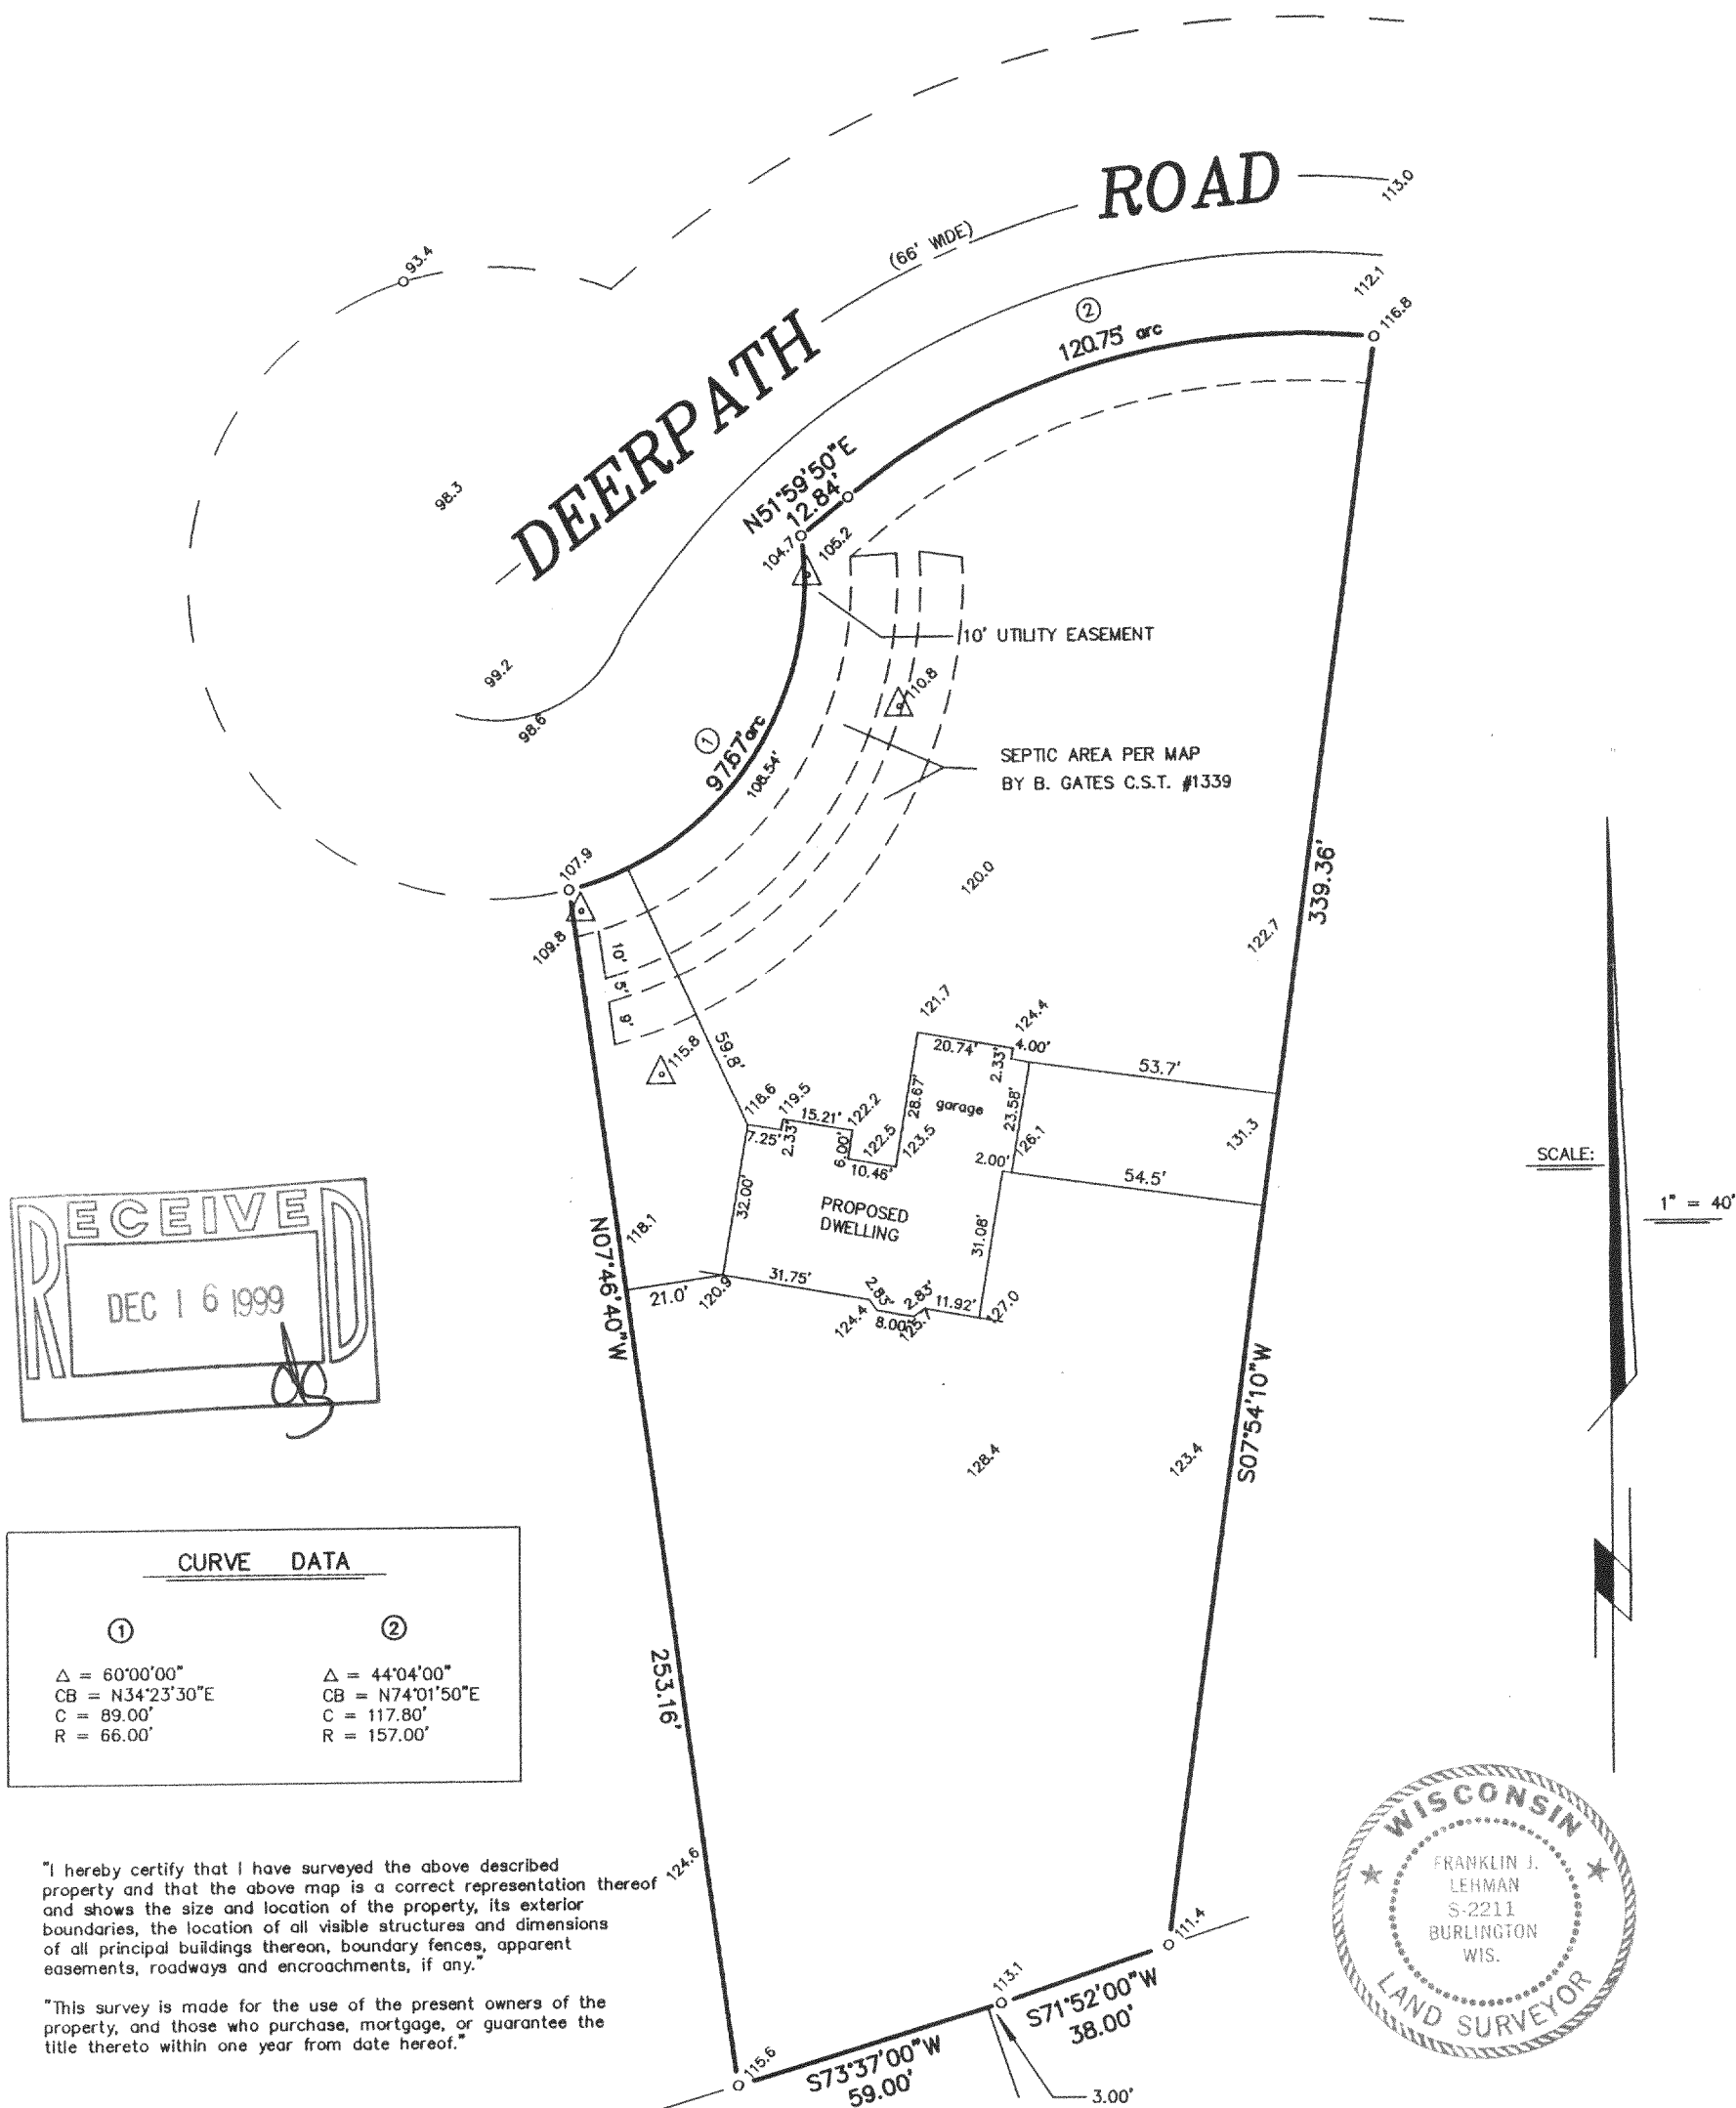 ROAD
113.0
(66' WIDE)
93.4
112.1
116.8
②
120.75' arc
DEERPATH
N51°59'50"E
12.84'
98.3
104.7
105.2
10' UTILITY EASEMENT
99.2
98.6
110.8
①
97.67' arc
108.54'
SEPTIC AREA PER MAP
BY B. GATES C.S.T. #1339
107.9
120.0
339.36'
109.8
122.7
10'
5'
9'
121.7
124.4
59.8'
115.8
20.74'
2.33'
4.00'
53.7'
118.6
119.5
15.21'
122.2
28.67'
garage
23.58'
7.25'
2.33'
6.00'
122.5
123.5
126.1
131.3
10.46'
2.00'
54.5'
SCALE:
1" = 40'
32.00'
PROPOSED
DWELLING
31.08'
118.1
N07°46'40"W
21.0'
120.9
31.75'
2.83'
2.83'
11.92'
127.0
124.4
8.00'
125.7
RECEIVED
DEC 16 1999
S07°54'10"W
128.4
123.4
CURVE DATA
① ②
Δ = 60°00'00" Δ = 44°04'00"
CB = N34°23'30"E CB = N74°01'50"E
C = 89.00' C = 117.80'
R = 66.00' R = 157.00'
253.16'
124.6
"I hereby certify that I have surveyed the above described
property and that the above map is a correct representation thereof
and shows the size and location of the property, its exterior
boundaries, the location of all visible structures and dimensions
of all principal buildings thereon, boundary fences, apparent
easements, roadways and encroachments, if any."
"This survey is made for the use of the present owners of the
property, and those who purchase, mortgage, or guarantee the
title thereto within one year from date hereof."
115.6
113.1
111.4
S73°37'00"W
59.00'
S71°52'00"W
38.00'
3.00'
WISCONSIN
FRANKLIN J.
LEHMAN
S-2211
BURLINGTON
WIS.
LAND SURVEYOR